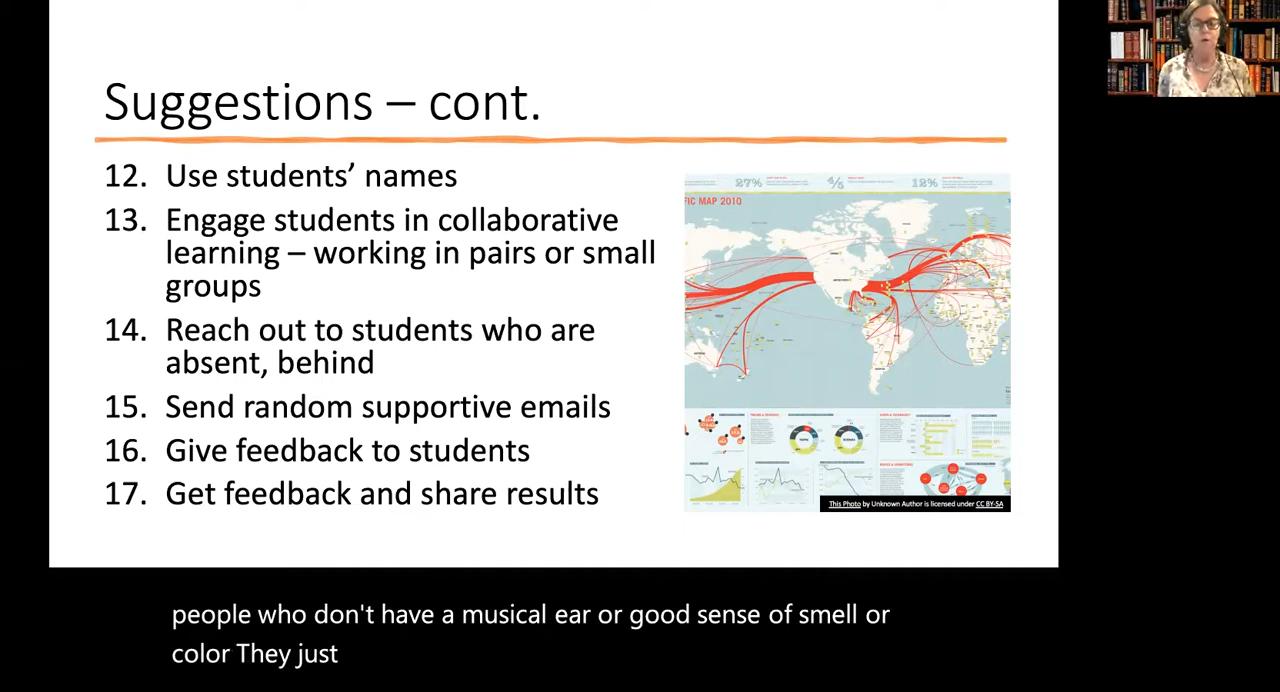 Suggestions – cont.
12. Use students’ names
13. Engage students in collaborative
learning – working in pairs or small
groups
14. Reach out to students who are
absent, behind
15. Send random supportive emails
16. Give feedback to students
17. Get feedback and share results
27%
4/5
12%
FIC MAP 2010
This Photo by Unknown Author is licensed under CC BY-SA
people who don't have a musical ear or good sense of smell or
color They just